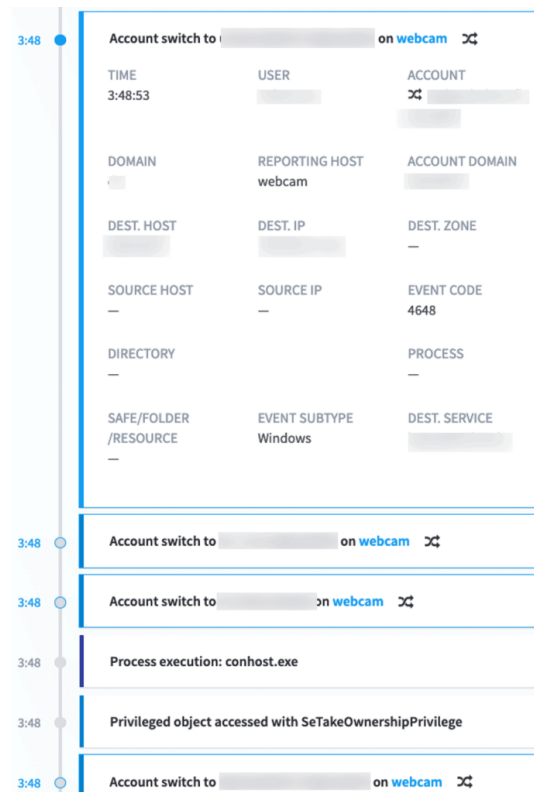 3:48 Account switch to on webcam
TIME USER ACCOUNT
3:48:53
DOMAIN REPORTING HOST ACCOUNT DOMAIN
webcam
DEST. HOST DEST. IP DEST. ZONE
—
SOURCE HOST SOURCE IP EVENT CODE
— — 4648
DIRECTORY PROCESS
— —
SAFE/FOLDER EVENT SUBTYPE DEST. SERVICE
/RESOURCE Windows
—
3:48 Account switch to on webcam
3:48 Account switch to on webcam
3:48 Process execution: conhost.exe
3:48 Privileged object accessed with SeTakeOwnershipPrivilege
3:48 Account switch to on webcam